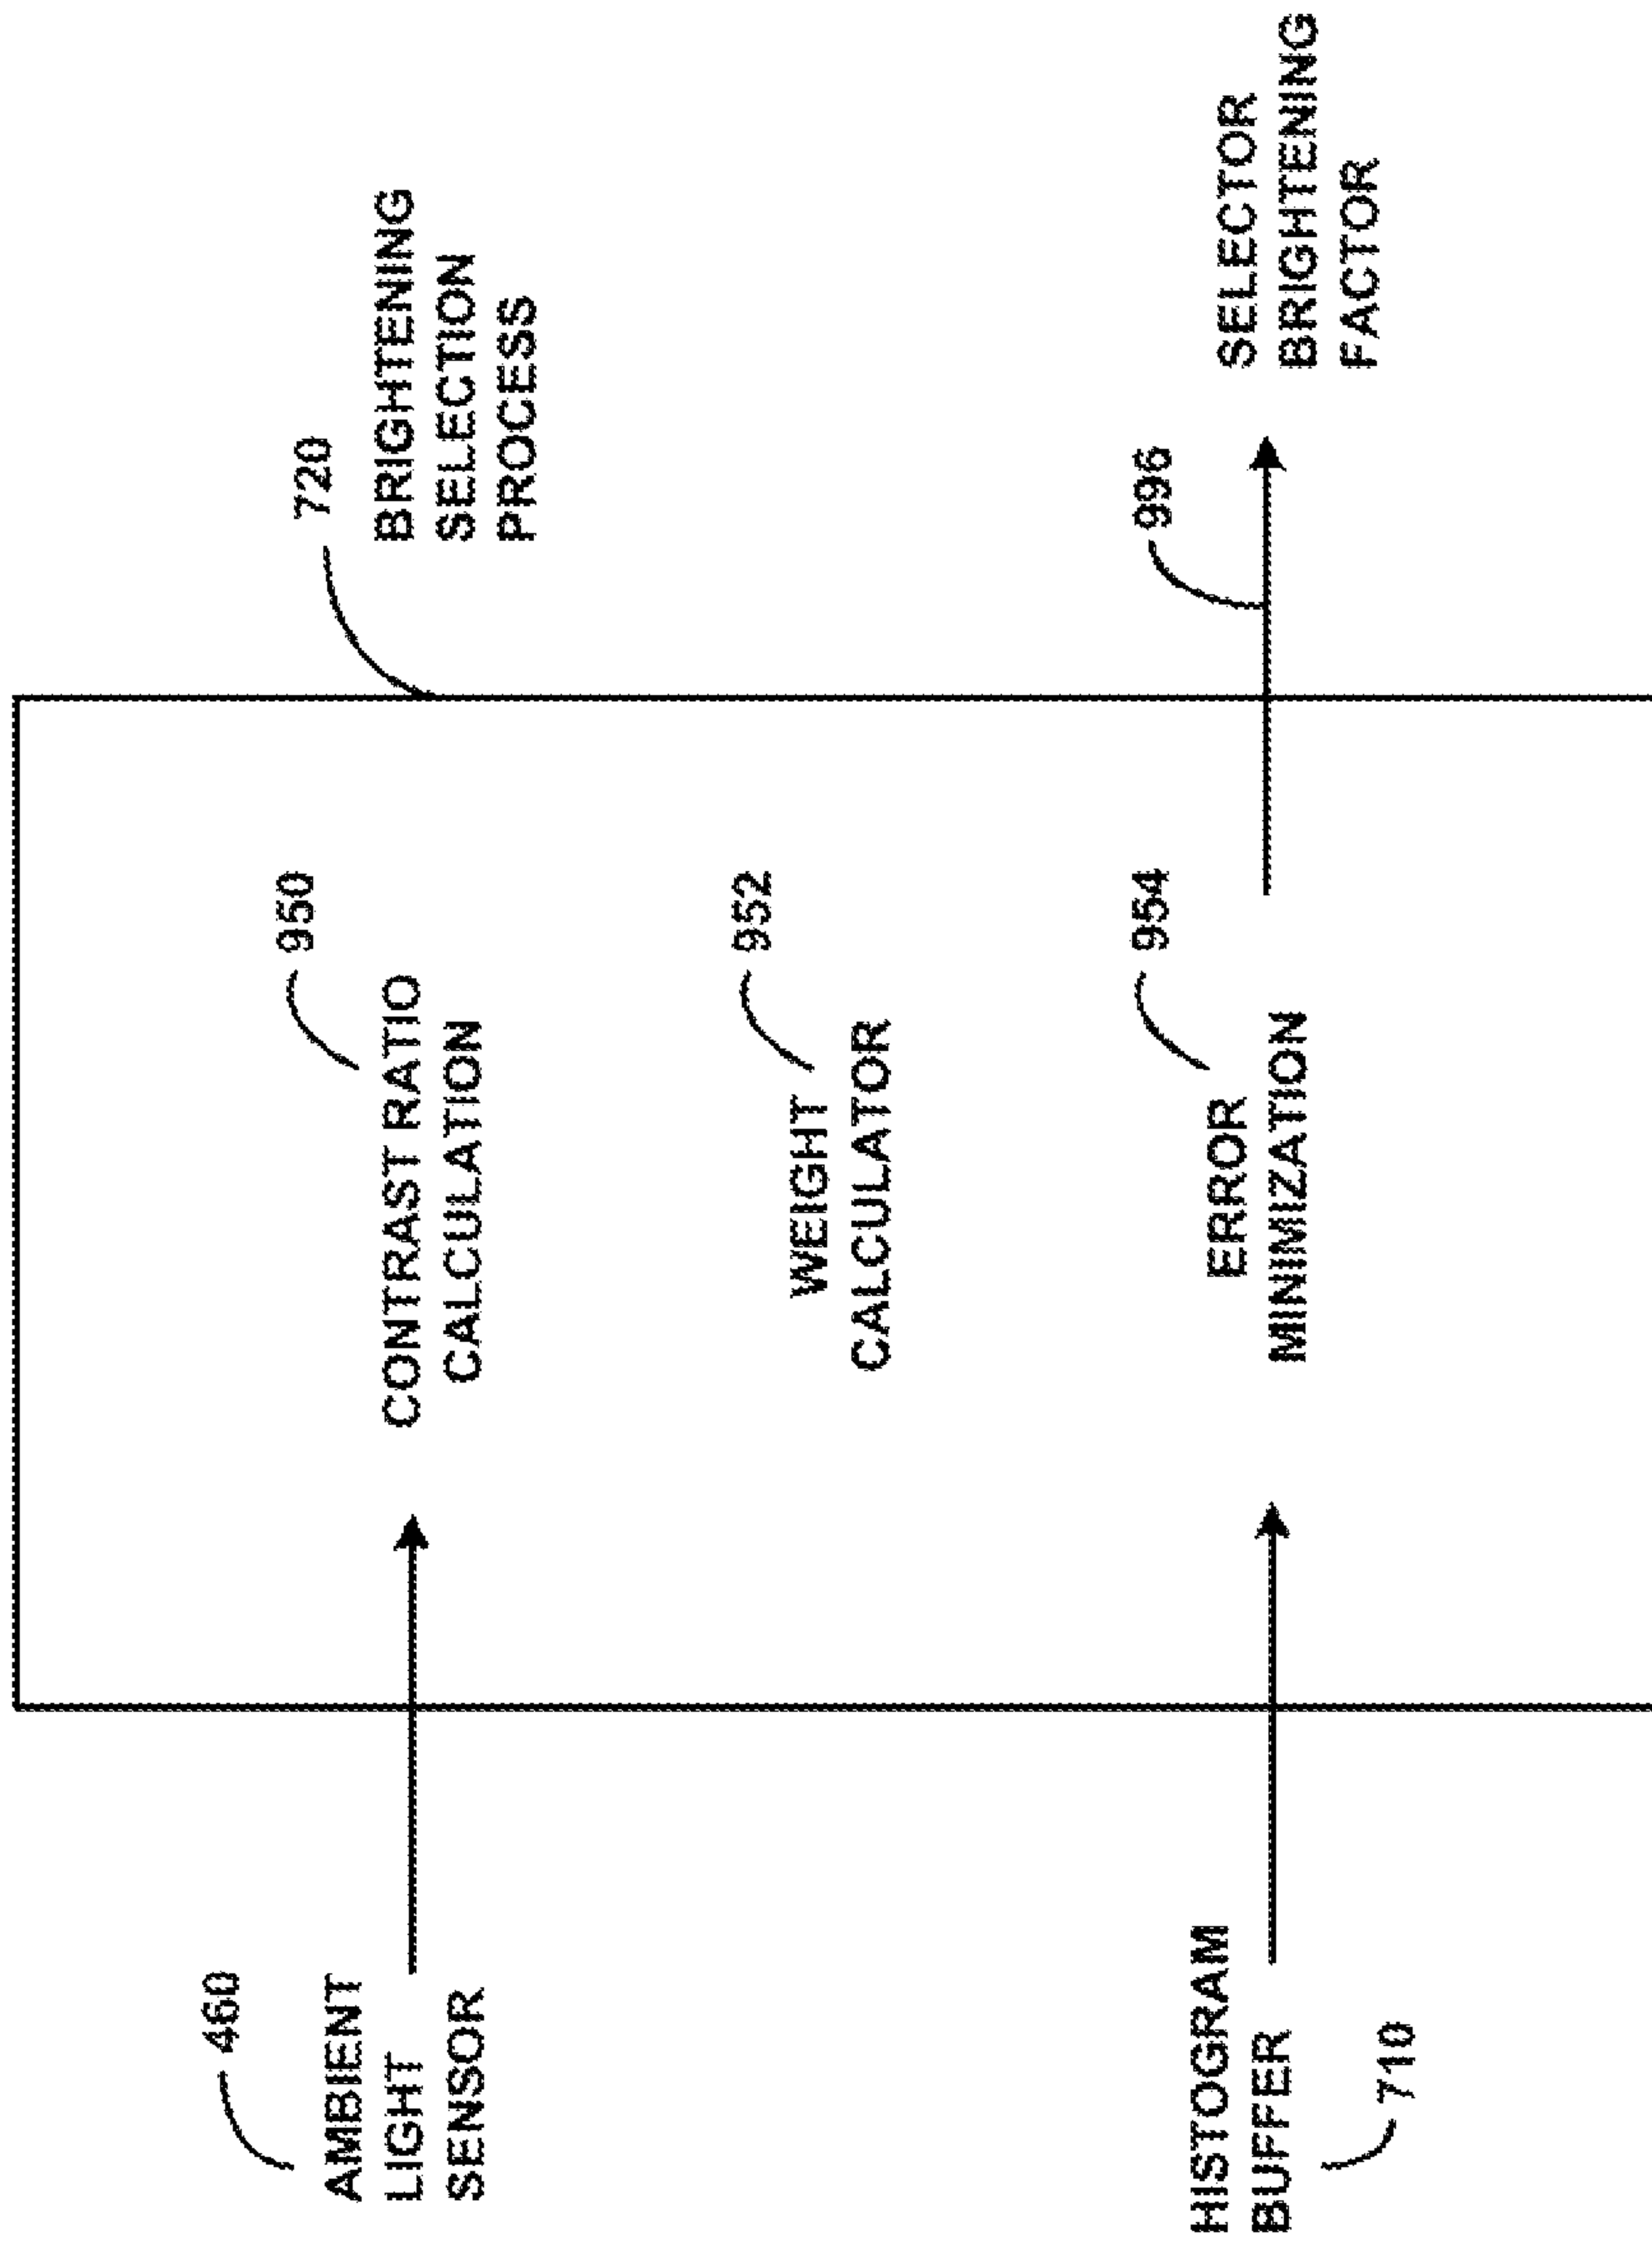 460
AMBIENT
LIGHT
SENSOR
950
CONTRAST RATIO
CALCULATION
720
BRIGHTENING
SELECTION
PROCESS
952
WEIGHT
CALCULATOR
HISTOGRAM
BUFFER
710
954
ERROR
MINIMIZATION
996
SELECTOR
BRIGHTENING
FACTOR